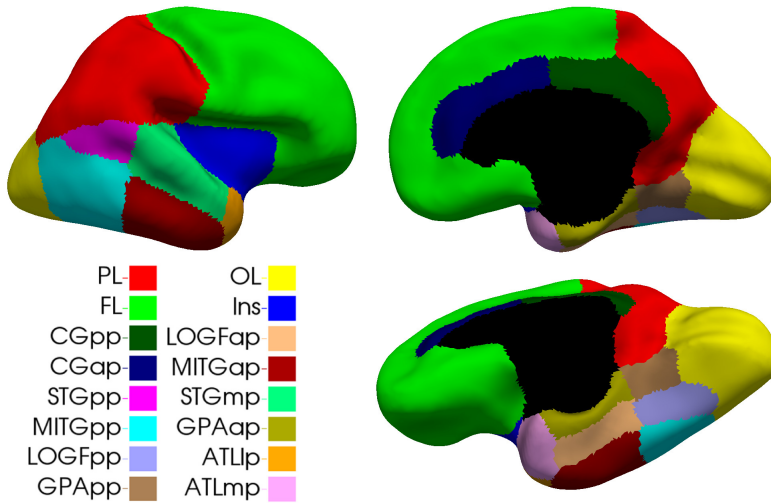 PL OL
FL Ins
CGpp LOGFap
CGap MITGap
STGpp STGmp
MITGpp GPAap
LOGFpp ATLlp
GPApp ATLmp